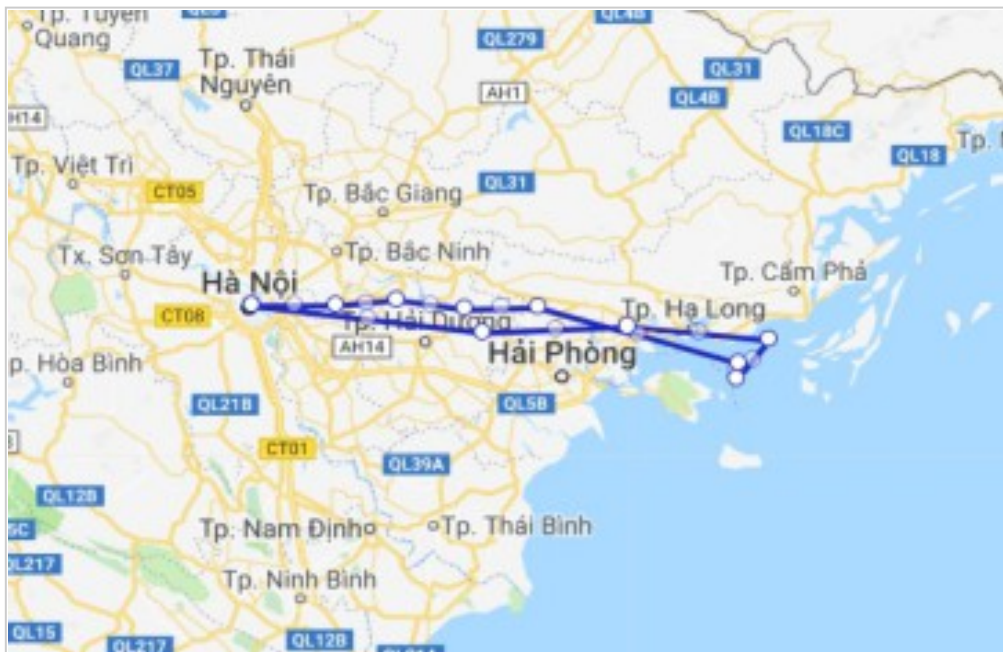 Tp. Tuyên
Quang
QL3
QL4B
QL279
QL37
Tp. Thái
Nguyên
AH1
QL31
QL4B
AH14
QL18C
QL18
Tp.
Tp. Việt Trì
CT05
QL31
Tp. Bắc Giang
Tp. Bắc Ninh
Tx. Sơn Tây
Tp. Cẩm Phả
Hà Nội
CT08
Tp. Hải Dương
Tp. Hạ Long
AH14
Hải Phòng
p. Hòa Bình
QL21B
QL5B
CT01
QL39A
QL12B
5C
Tp. Nam Định
Tp. Thái Bình
QL217
Tp. Ninh Bình
QL15
QL217
QL12B